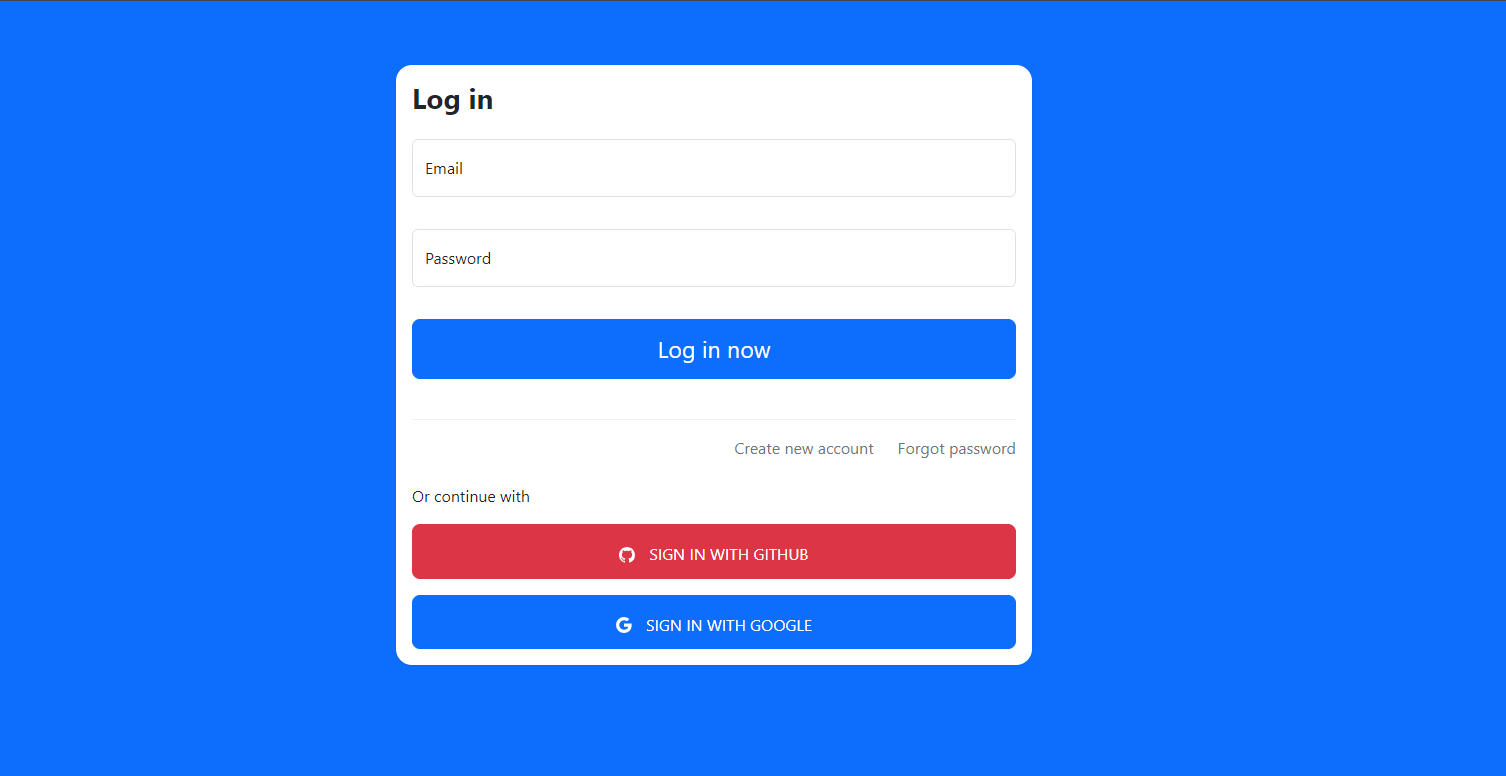 Log in
Email
Password
Log in now
Create new account Forgot password
Or continue with
SIGN IN WITH GITHUB
SIGN IN WITH GOOGLE